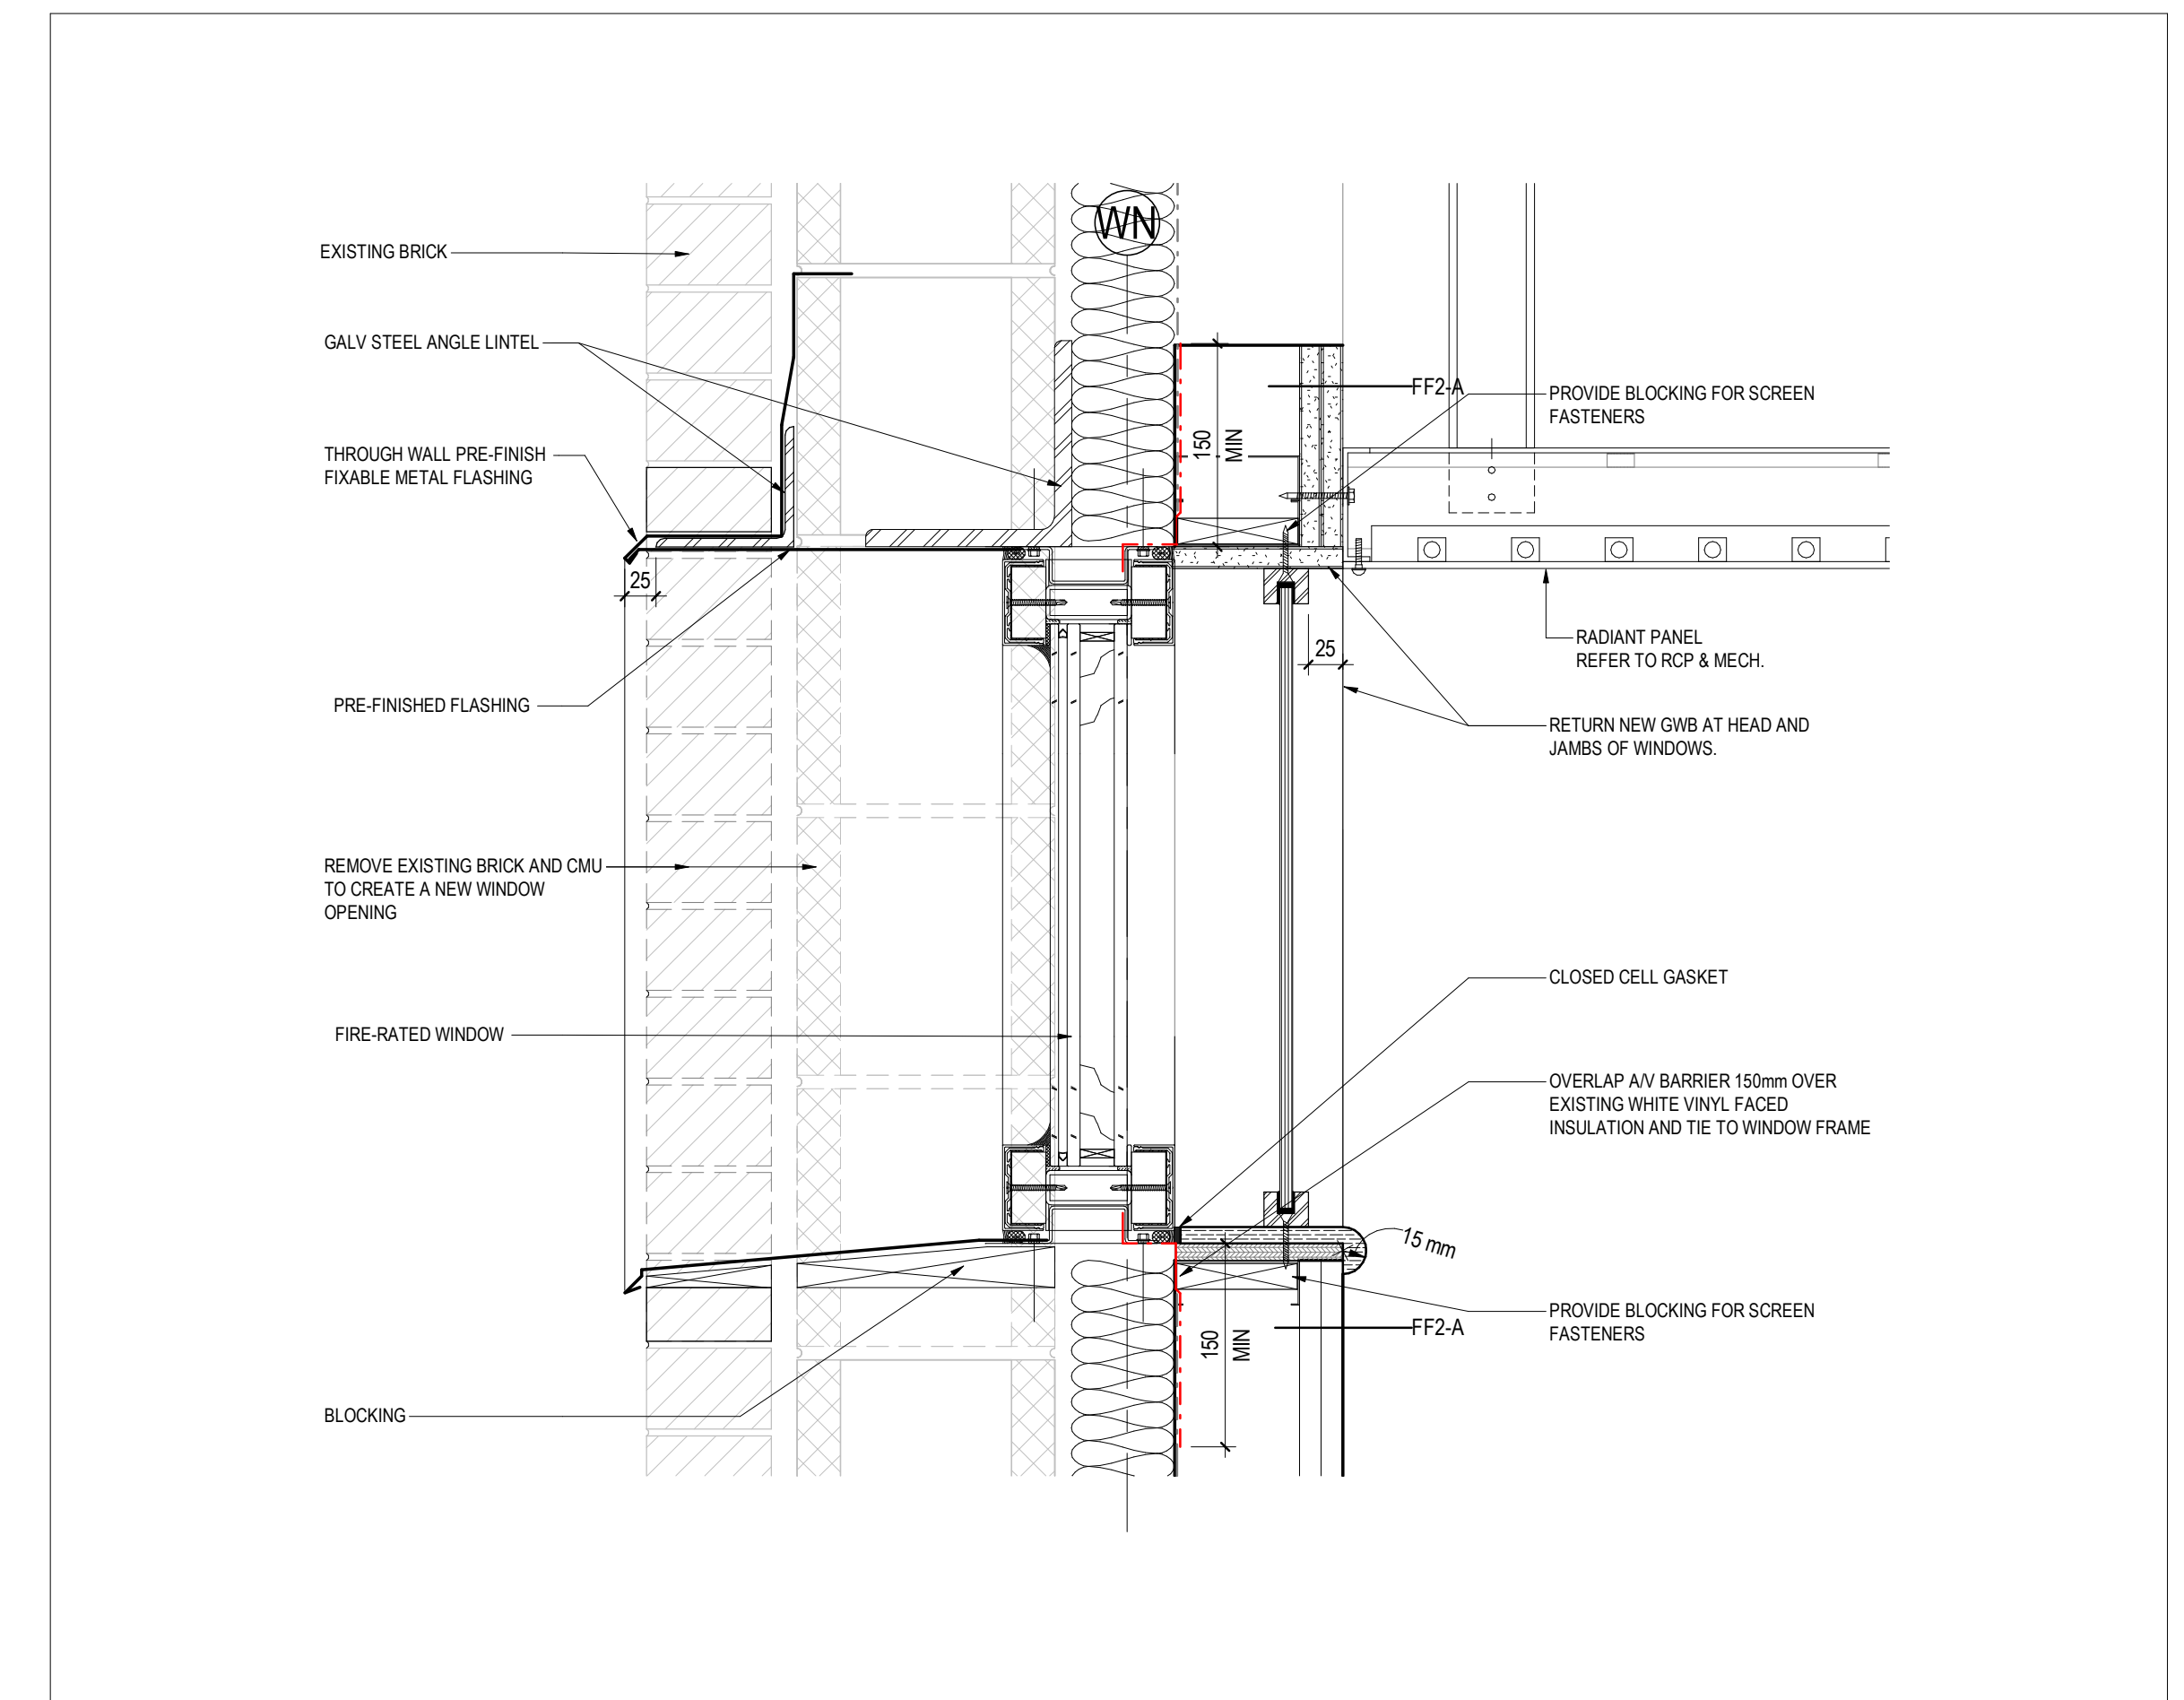 WN
EXISTING BRICK
GALV STEEL ANGLE LINTEL
THROUGH WALL PRE-FINISH
FIXABLE METAL FLASHING
25
PRE-FINISHED FLASHING
REMOVE EXISTING BRICK AND CMU
TO CREATE A NEW WINDOW
OPENING
FIRE-RATED WINDOW
BLOCKING
150
MIN
FF2-A
PROVIDE BLOCKING FOR SCREEN
FASTENERS
25
RADIANT PANEL
REFER TO RCP & MECH.
RETURN NEW GWB AT HEAD AND
JAMBS OF WINDOWS.
CLOSED CELL GASKET
OVERLAP A/V BARRIER 150mm OVER
EXISTING WHITE VINYL FACED
INSULATION AND TIE TO WINDOW FRAME
15 mm
PROVIDE BLOCKING FOR SCREEN
FASTENERS
FF2-A
150
MIN